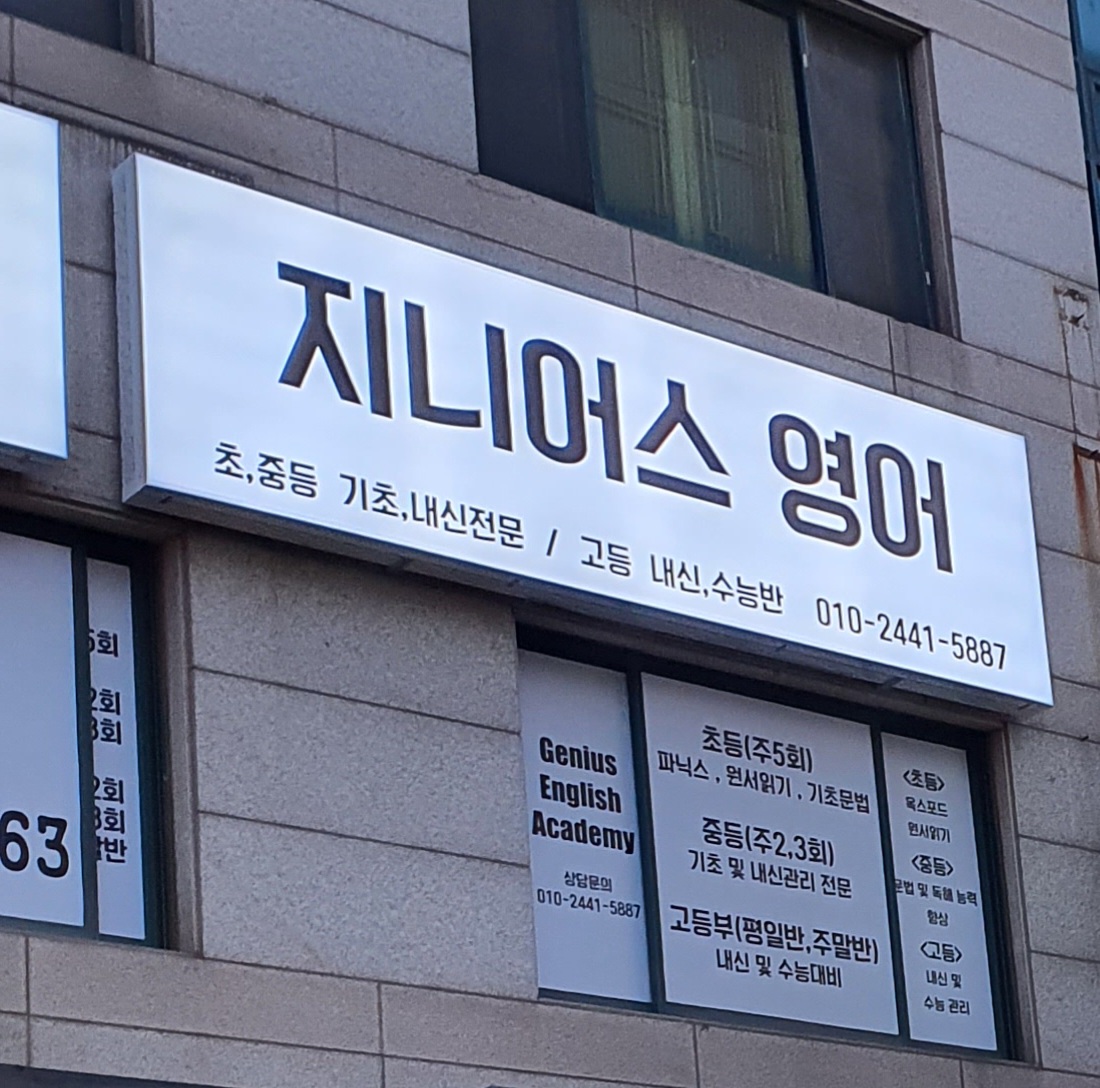 지니어스 영어
초,중등 기초,내신전문 / 고등 내신,수능반 010-2441-5887
5회
2회
3회
2회
3회
말반
63
Genius
English
Academy
상담문의
010-2441-5887
초등(주5회)
파닉스 , 원서읽기 , 기초문법
중등(주2,3회)
기초 및 내신관리 전문
고등부(평일반,주말반)
내신 및 수능대비
<초등>
옥스포드
원서읽기
<중등>
문법 및 독해 능력
향상
<고등>
내신 및
수능 관리